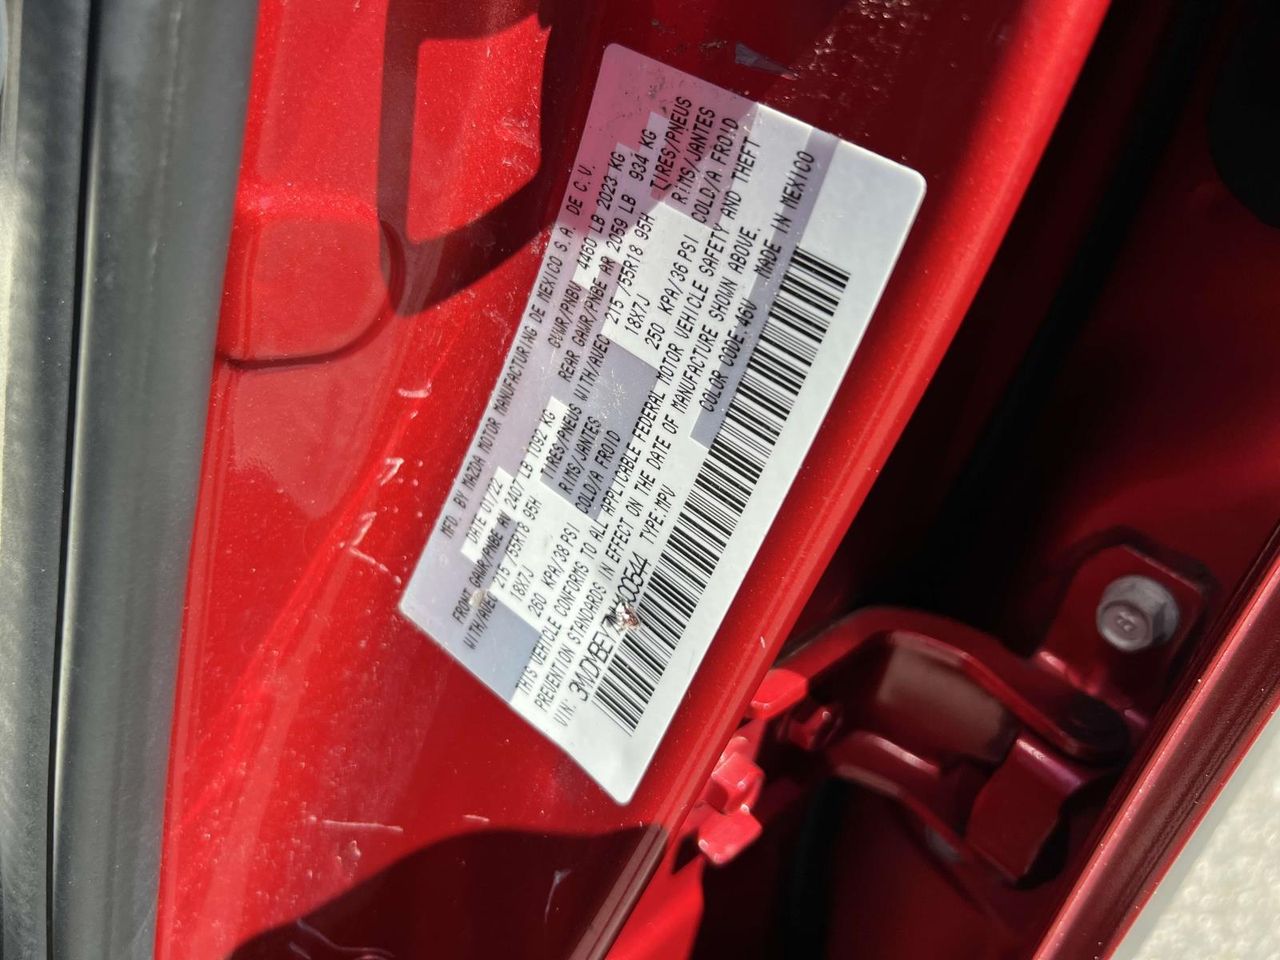 MFD. BY MAZDA MOTOR MANUFACTURING DE MEXICO S.A. DE C.V.
DATE 01/22 GVWR/PNBV 4460 LB 2023 KG
FRONT GAWR/PNBE AV 2407 LB 1092 KG REAR GAWR/PNBE AR 2059 LB 934 KG
WITH/AVEC 215 /55R18 95H TIRES/PNEUS WITH/AVEC 215 /55R18 95H TIRES/PNEUS
18X7J RIMS/JANTES 18X7J RIMS/JANTES
260 KPA/38 PSI COLD/A FROID 250 KPA/36 PSI COLD/A FROID
THIS VEHICLE CONFORMS TO ALL APPLICABLE FEDERAL MOTOR VEHICLE SAFETY AND THEFT
PREVENTION STANDARDS IN EFFECT ON THE DATE OF MANUFACTURE SHOWN ABOVE.
VIN: TYPE:MPV COLOR CODE:46V MADE IN MEXICO